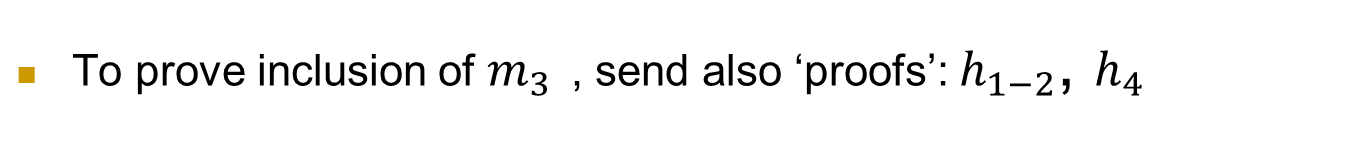 ▪ To prove inclusion of m₃ , send also ‘proofs’: h₁₋₂, h₄